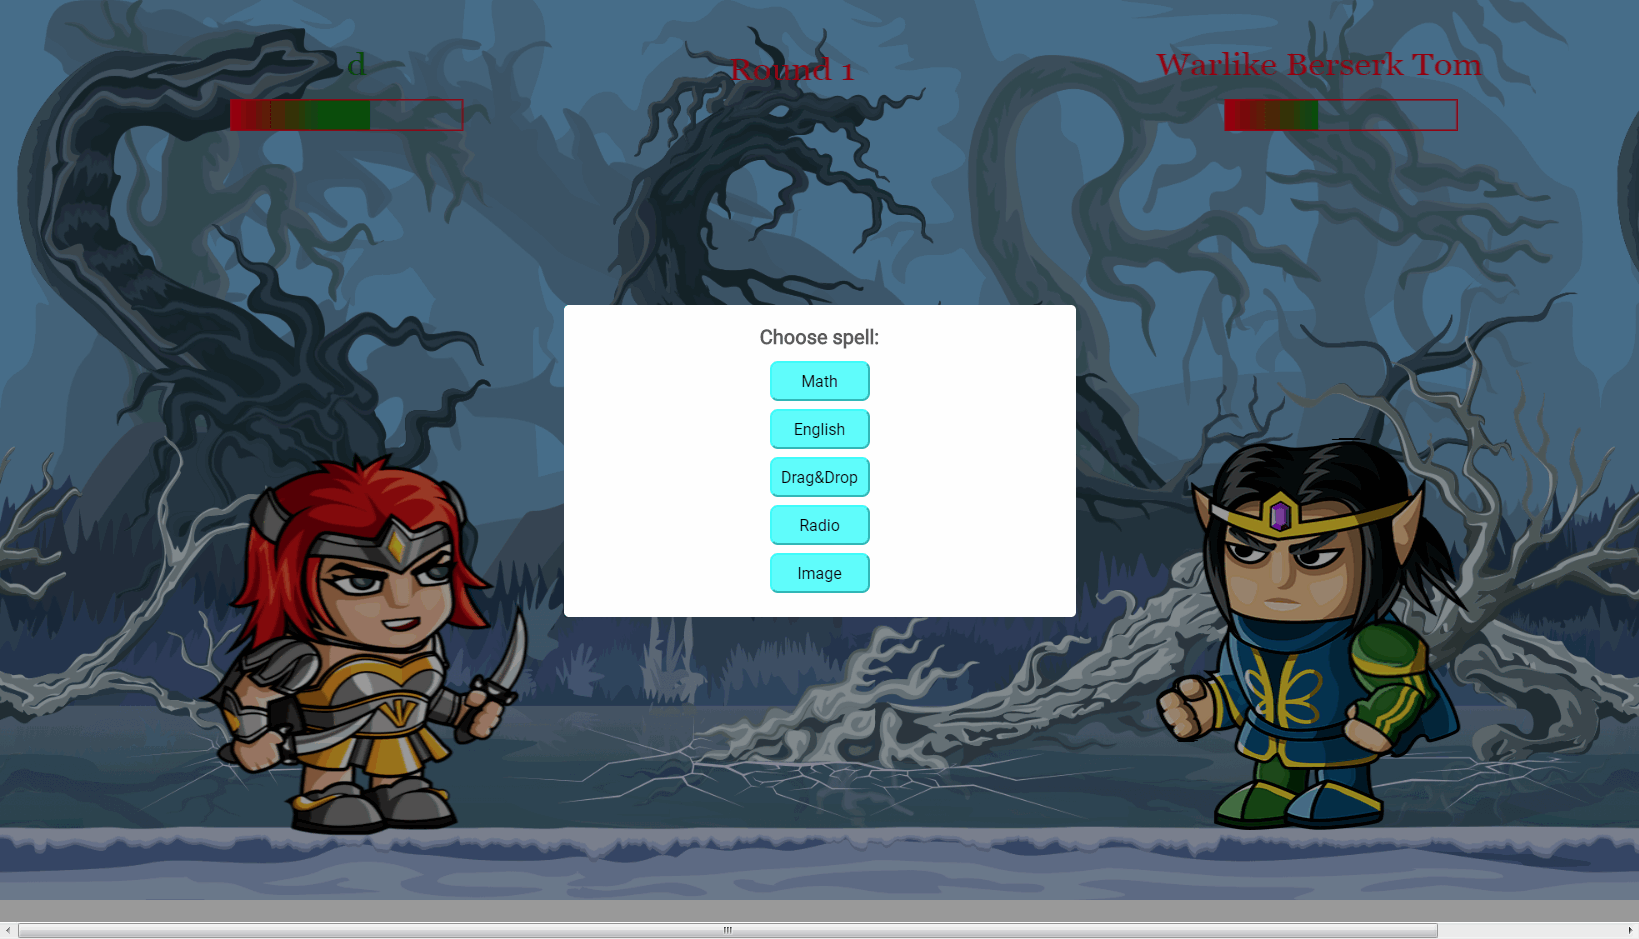 d
Round 1
Warlike Berserk Tom
Choose spell:
Math
English
Drag&Drop
Radio
Image